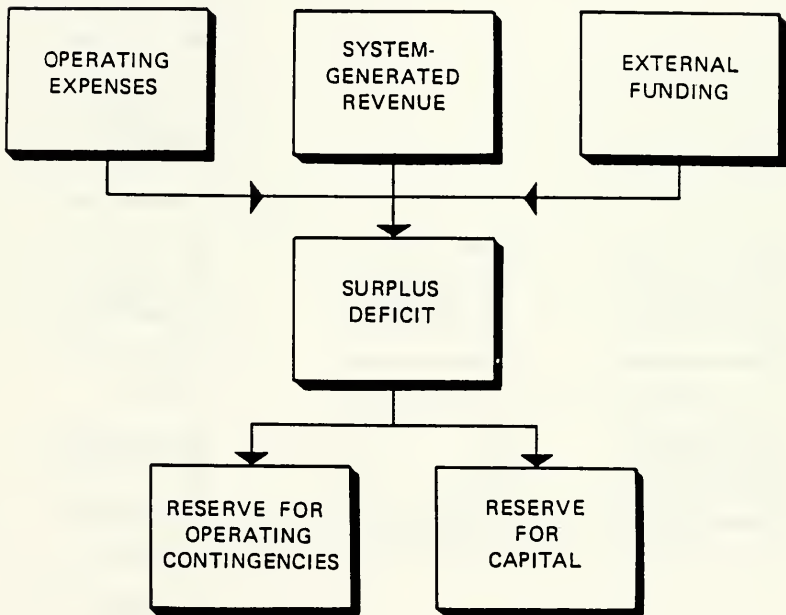 OPERATING
EXPENSES
SYSTEM-
GENERATED
REVENUE
EXTERNAL
FUNDING
SURPLUS
DEFICIT
RESERVE FOR
OPERATING
CONTINGENCIES
RESERVE
FOR
CAPITAL